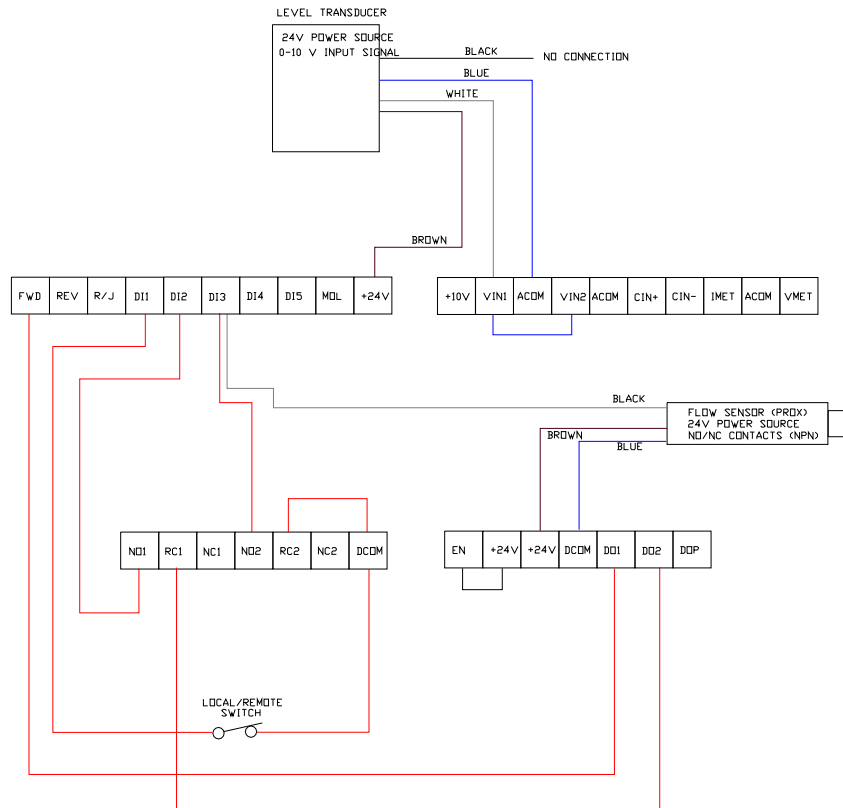 LEVEL TRANSDUCER
24V POWER SOURCE
0-10 V INPUT SIGNAL
BLACK
NO CONNECTION
BLUE
WHITE
BROWN
FWD REV R/J DI1 DI2 DI3 DI4 DI5 MOL +24V
+10V VIN1 ACOM VIN2 ACOM CIN+ CIN- IMET ACOM VMET
BLACK
FLOW SENSOR (PROX)
24V POWER SOURCE
NO/NC CONTACTS (NPN)
BROWN
BLUE
NO1 RC1 NC1 NO2 RC2 NC2 DCOM
EN +24V +24V DCOM DO1 DO2 DOP
LOCAL/REMOTE
SWITCH